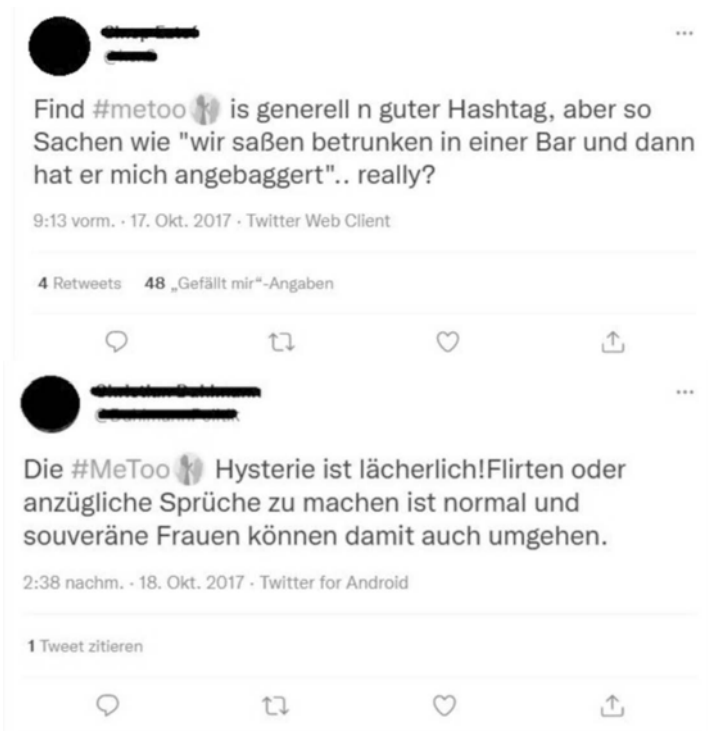 Find #metoo is generell n guter Hashtag, aber so
Sachen wie "wir saßen betrunken in einer Bar und dann
hat er mich angebaggert".. really?
9:13 vorm. · 17. Okt. 2017 · Twitter Web Client
4 Retweets 48 „Gefällt mir“-Angaben
Die #MeToo Hysterie ist lächerlich!Flirten oder
anzügliche Sprüche zu machen ist normal und
souveräne Frauen können damit auch umgehen.
2:38 nachm. · 18. Okt. 2017 · Twitter for Android
1 Tweet zitieren